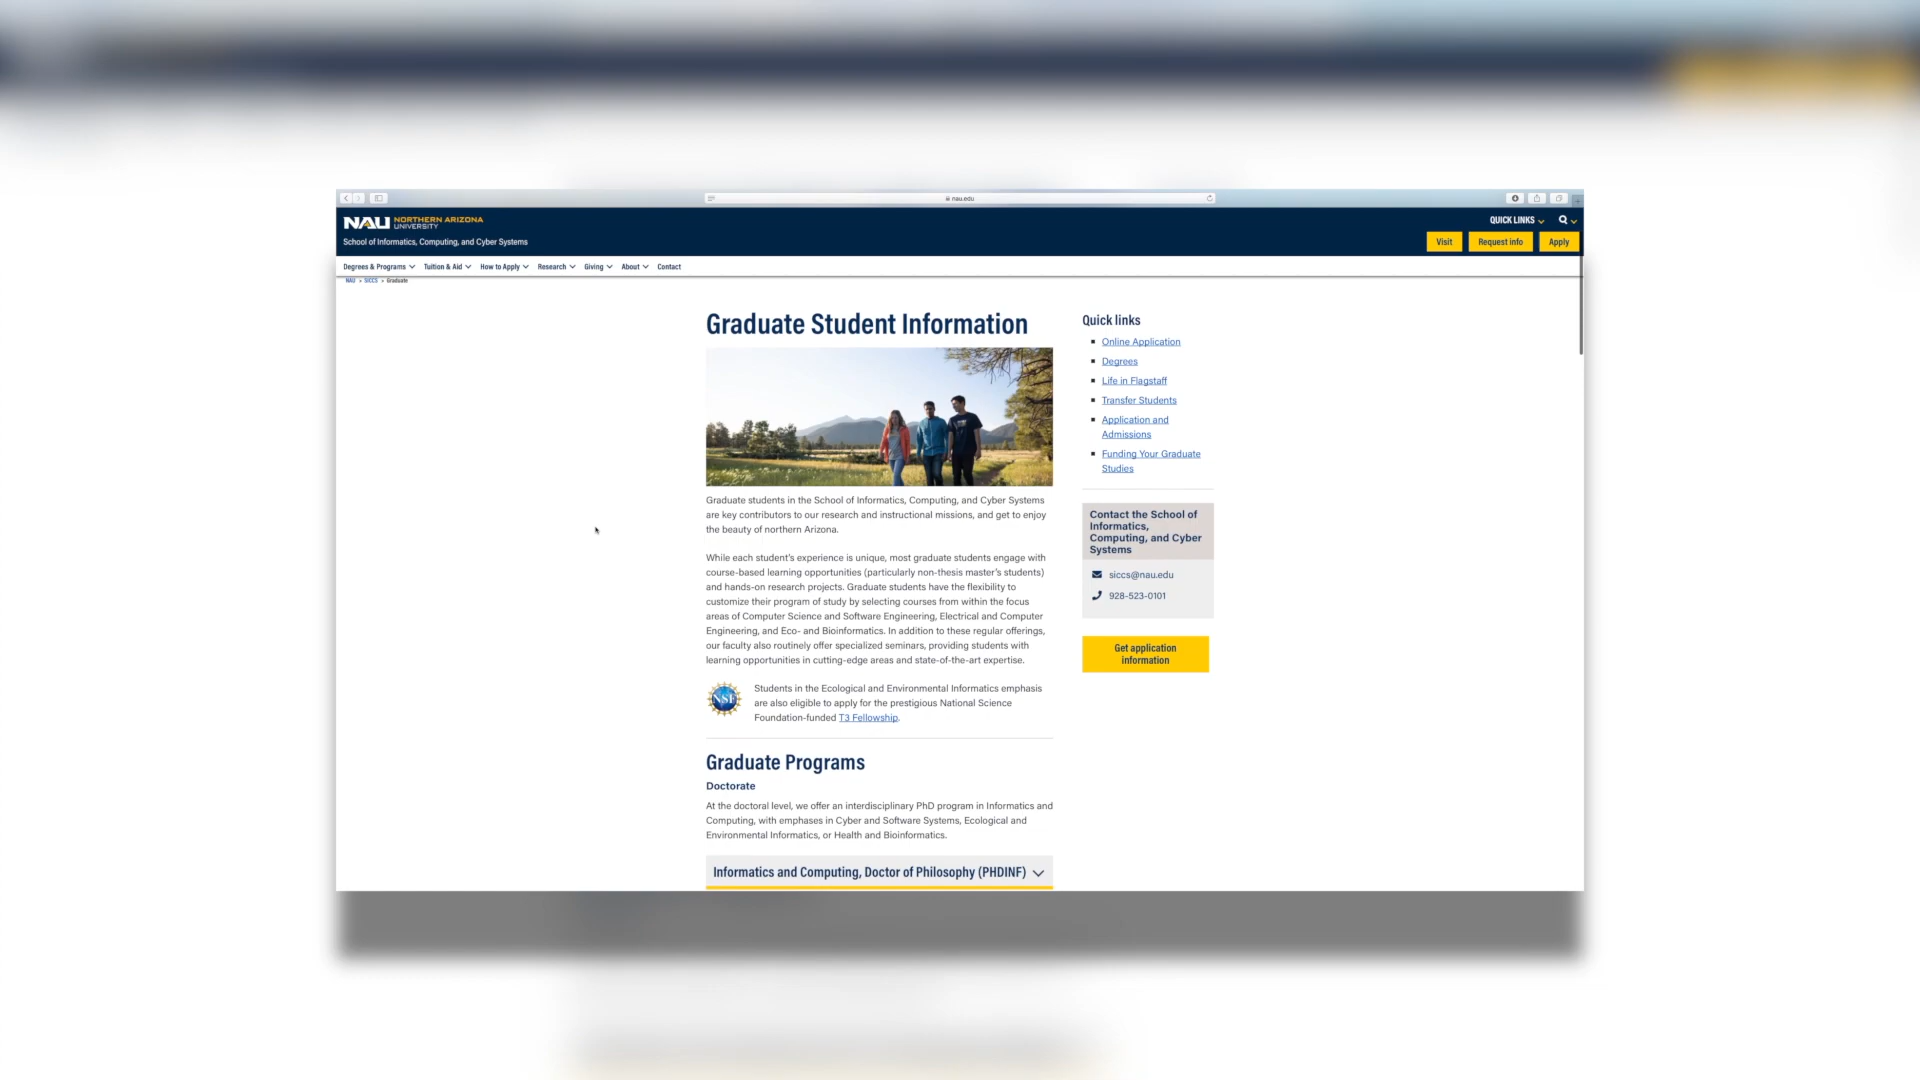 nau.edu
NAU NORTHERN ARIZONA
UNIVERSITY
QUICK LINKS
School of Informatics, Computing, and Cyber Systems
Visit
Request info
Apply
Degrees & Programs
Tuition & Aid
How to Apply
Research
Giving
About
Contact
NAU > SICCS > Graduate
Graduate Student Information
Graduate students in the School of Informatics, Computing, and Cyber Systems
are key contributors to our research and instructional missions, and get to enjoy
the beauty of northern Arizona.
While each student's experience is unique, most graduate students engage with
course-based learning opportunities (particularly non-thesis master's students)
and hands-on research projects. Graduate students have the flexibility to
customize their program of study by selecting courses from within the focus
areas of Computer Science and Software Engineering, Electrical and Computer
Engineering, and Eco- and Bioinformatics. In addition to these regular offerings,
our faculty also routinely offer specialized seminars, providing students with
learning opportunities in cutting-edge areas and state-of-the-art expertise.
NSF
Students in the Ecological and Environmental Informatics emphasis
are also eligible to apply for the prestigious National Science
Foundation-funded T3 Fellowship.
Graduate Programs
Doctorate
At the doctoral level, we offer an interdisciplinary PhD program in Informatics and
Computing, with emphases in Cyber and Software Systems, Ecological and
Environmental Informatics, or Health and Bioinformatics.
Informatics and Computing, Doctor of Philosophy (PHDINF)
Quick links
Online Application
Degrees
Life in Flagstaff
Transfer Students
Application and
Admissions
Funding Your Graduate
Studies
Contact the School of
Informatics,
Computing, and Cyber
Systems
siccs@nau.edu
928-523-0101
Get application
information